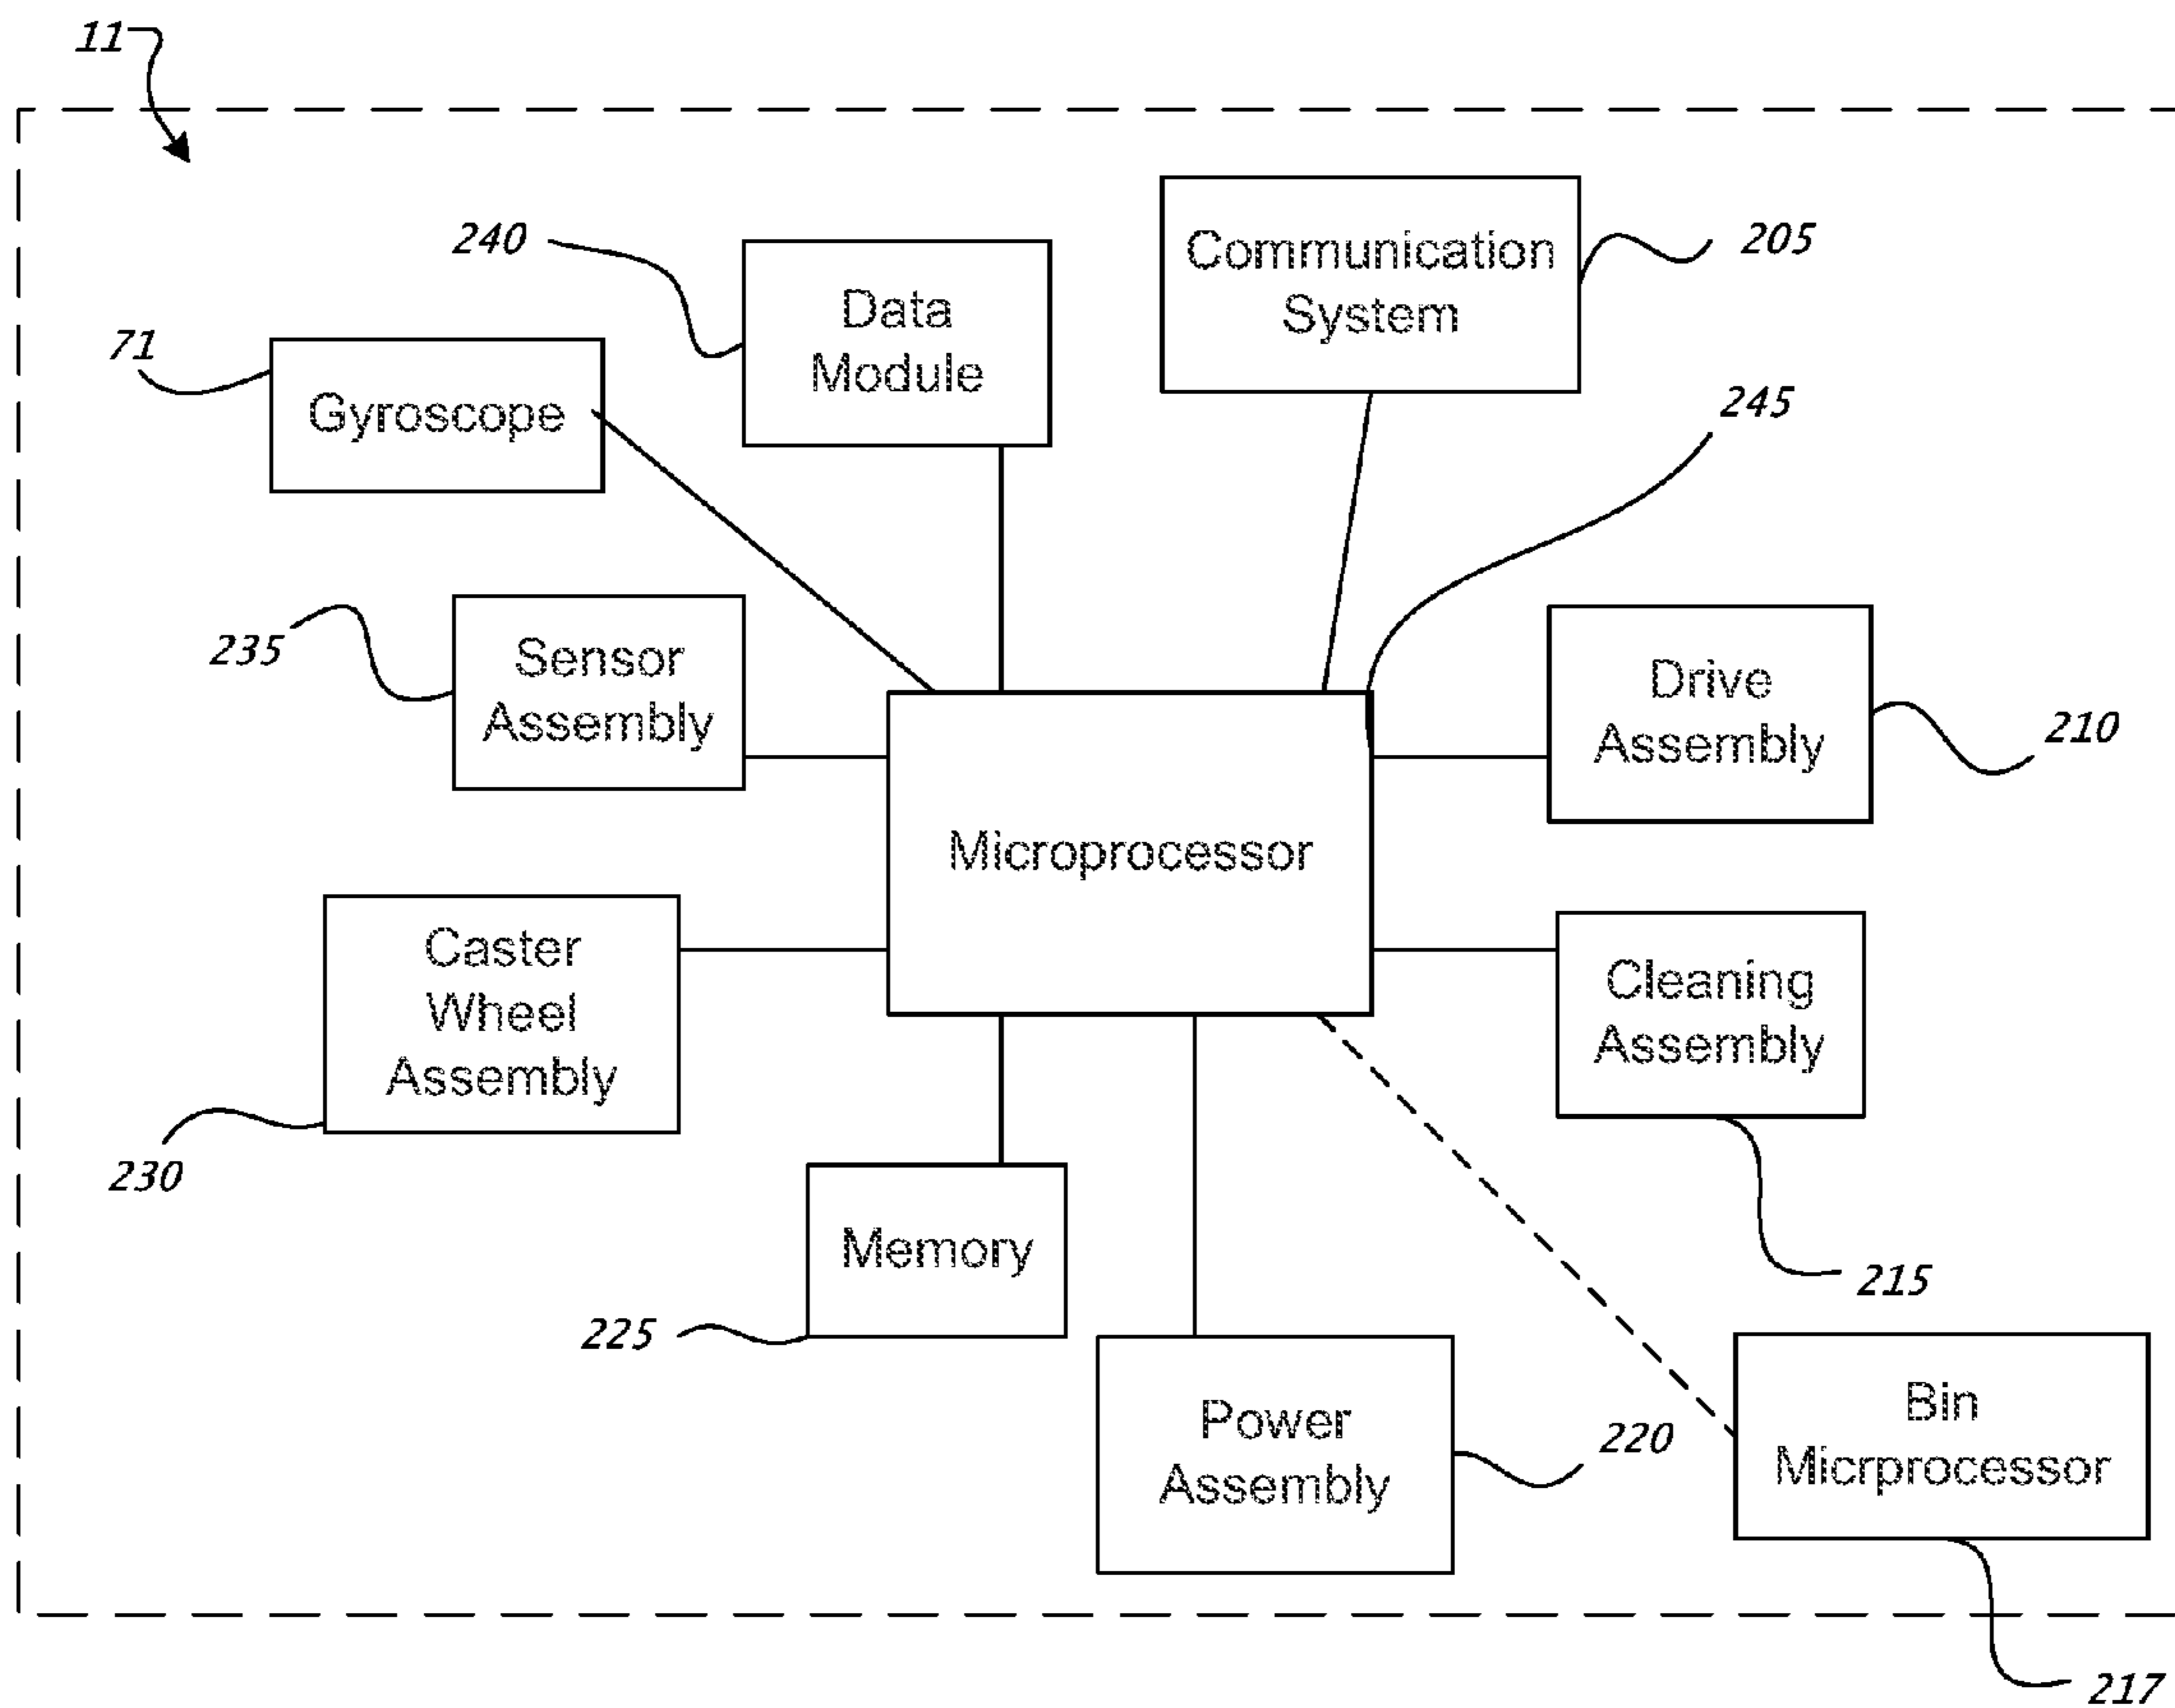 11
240
Data
Module
Communication
System
205
71
Gyroscope
245
235
Sensor
Assembly
Drive
Assembly
210
Microprocessor
Caster
Wheel
Assembly
230
Cleaning
Assembly
215
Memory
225
Power
Assembly
220
Bin
Micrprocessor
217